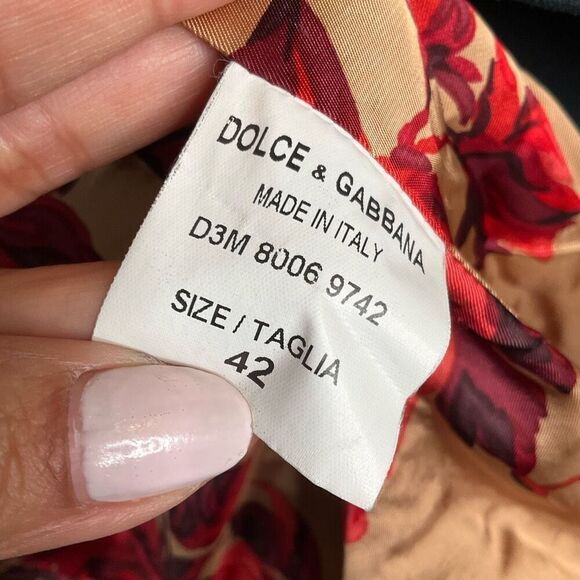 DOLCE & GABBANA
MADE IN ITALY
D3M 8006 9742
SIZE / TAGLIA
42